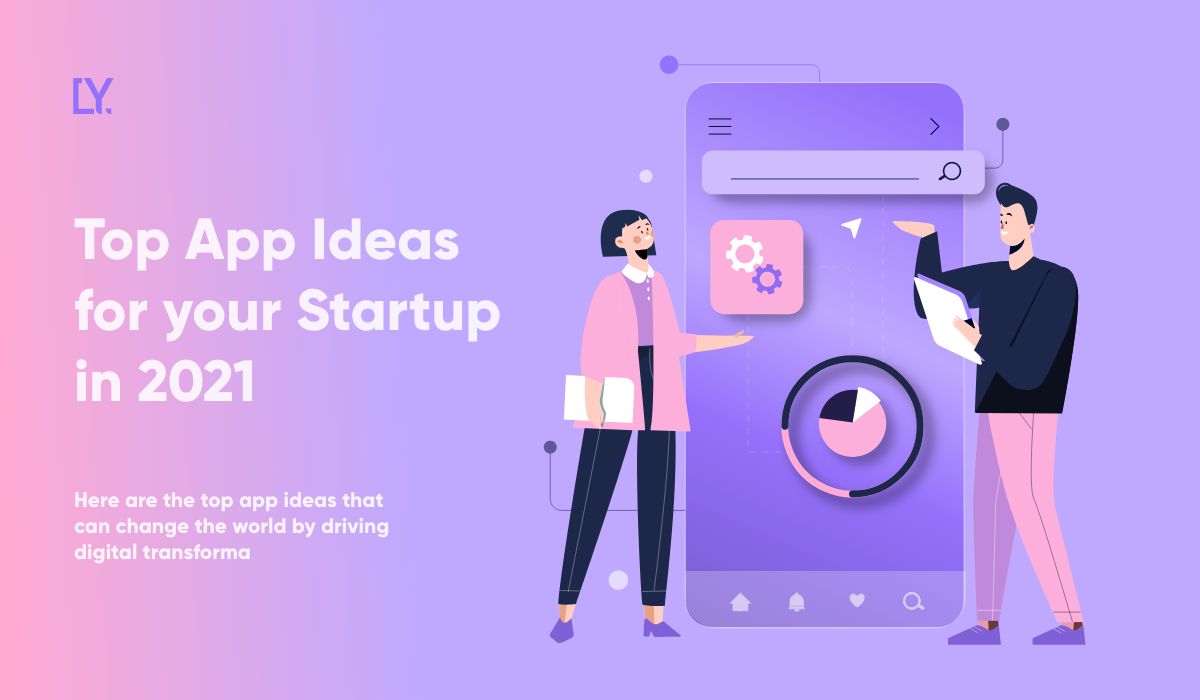 LY.
Top App Ideas
for your Startup
in 2021
Here are the top app ideas that
can change the world by driving
digital transforma